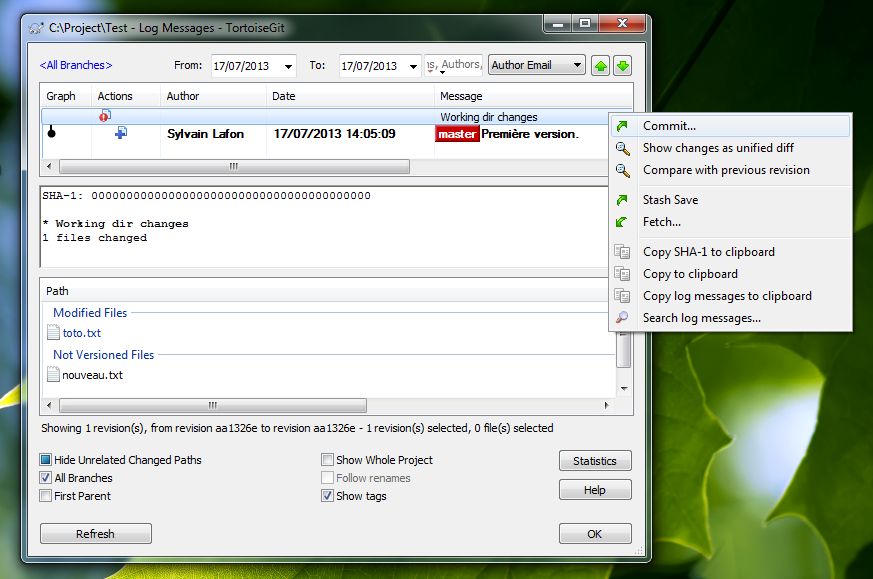 C:\Project\Test - Log Messages - TortoiseGit
<All Branches> From: 17/07/2013 To: 17/07/2013 Authors, Author Email
Graph Actions Author Date Message
Working dir changes
Sylvain Lafon 17/07/2013 14:05:09 master Première version.
SHA-1: 0000000000000000000000000000000000000000
* Working dir changes
1 files changed
Path
Modified Files
toto.txt
Not Versioned Files
nouveau.txt
Showing 1 revision(s), from revision aa1326e to revision aa1326e - 1 revision(s) selected, 0 file(s) selected
Hide Unrelated Changed Paths Show Whole Project Statistics
All Branches Follow renames
First Parent Show tags Help
Refresh OK
Commit...
Show changes as unified diff
Compare with previous revision
Stash Save
Fetch...
Copy SHA-1 to clipboard
Copy to clipboard
Copy log messages to clipboard
Search log messages...